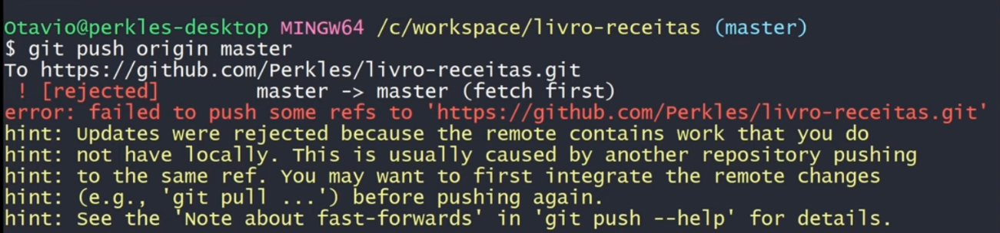 Otavio@perkles-desktop MINGW64 /c/workspace/livro-receitas (master)
$ git push origin master
To https://github.com/Perkles/livro-receitas.git
 ! [rejected]        master -> master (fetch first)
error: failed to push some refs to 'https://github.com/Perkles/livro-receitas.git'
hint: Updates were rejected because the remote contains work that you do
hint: not have locally. This is usually caused by another repository pushing
hint: to the same ref. You may want to first integrate the remote changes
hint: (e.g., 'git pull ...') before pushing again.
hint: See the 'Note about fast-forwards' in 'git push --help' for details.